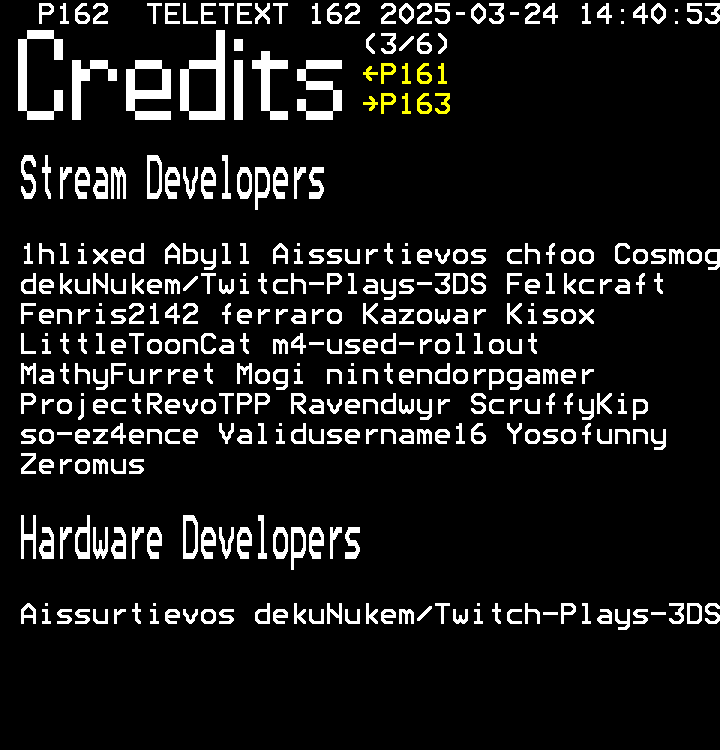 P162 TELETEXT 162 2025-03-24 14:40:53
Credits
(3/6)
←P161
→P163
Stream Developers
1hlixed Abyll Aissurtievos chfoo Cosmog
dekuNukem/Twitch-Plays-3DS Felkcraft
Fenris2142 ferraro Kazowar Kisox
LittleToonCat m4-used-rollout
MathyFurret Mogi nintendorpgamer
ProjectRevoTPP Ravendwyr ScruffyKip
so-ez4ence Validusername16 Yosofunny
Zeromus
Hardware Developers
Aissurtievos dekuNukem/Twitch-Plays-3DS